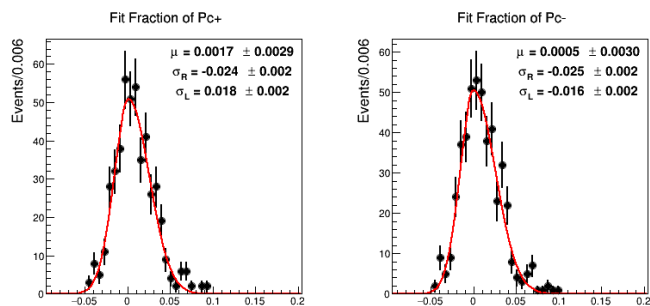 Fit Fraction of Pc+
μ = 0.0017 ± 0.0029
σR = -0.024 ± 0.002
σL = 0.018 ± 0.002
Events/0.006
60
50
40
30
20
10
0
−0.05 0 0.05 0.1 0.15 0.2
Fit Fraction of Pc-
μ = 0.0005 ± 0.0030
σR = -0.025 ± 0.002
σL = -0.016 ± 0.002
Events/0.006
60
50
40
30
20
10
0
−0.05 0 0.05 0.1 0.15 0.2